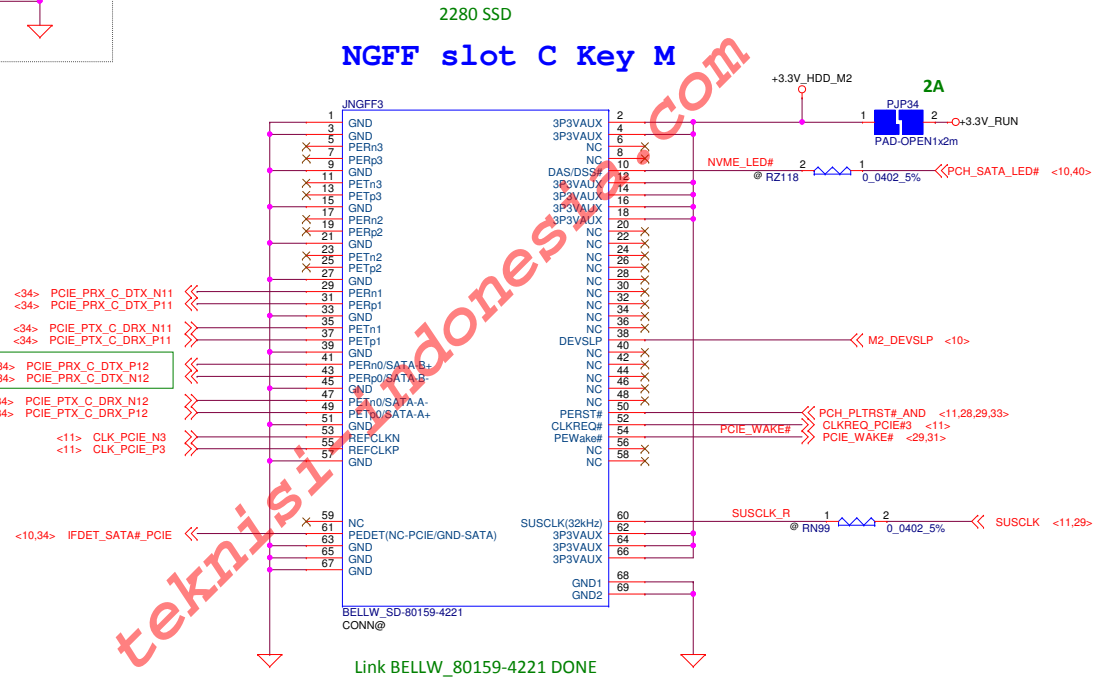 2280 SSD
NGFF slot C Key M
+3.3V_HDD_M2
2A
JNGFF3
PJP34
1 2
+3.3V_RUN
PAD-OPEN1x2m
1 GND
3 GND
5 PERn3
7 PERp3
9 GND
11 PETn3
13 PETp3
15 GND
17 PERn2
19 PERp2
21 GND
23 PETn2
25 PETp2
27 GND
<34> PCIE_PRX_C_DTX_N11 29 PERn1
<34> PCIE_PRX_C_DTX_P11 31 PERp1
33 GND
<34> PCIE_PTX_C_DRX_N11 35 PETn1
<34> PCIE_PTX_C_DRX_P11 37 PETp1
39 GND
34> PCIE_PRX_C_DTX_P12 41 PERn0/SATA-B+
34> PCIE_PRX_C_DTX_N12 43 PERp0/SATA-B-
45 GND
34> PCIE_PTX_C_DRX_N12 47 PETn0/SATA-A-
34> PCIE_PTX_C_DRX_P12 49 PETp0/SATA-A+
51 GND
<11> CLK_PCIE_N3 53 REFCLKN
<11> CLK_PCIE_P3 55 REFCLKP
57 GND
59 NC
<10,34> IFDET_SATA#_PCIE 61 PEDET(NC-PCIE/GND-SATA)
63 GND
65 GND
67 GND
3P3VAUX 2
3P3VAUX 4
NC 6
NC 8
DAS/DSS# 10 NVME_LED# 2 @ RZ118 1 0_0402_5% PCH_SATA_LED# <10,40>
3P3VAUX 12
3P3VAUX 14
3P3VAUX 16
3P3VAUX 18
NC 20
NC 22
NC 24
NC 26
NC 28
NC 30
NC 32
NC 34
NC 36
DEVSLP 38 M2_DEVSLP <10>
NC 40
NC 42
NC 44
NC 46
NC 48
PERST# 50 PCH_PLTRST#_AND <11,28,29,33>
CLKREQ# 52 CLKREQ_PCIE#3 <11>
PEWake# 54 PCIE_WAKE# PCIE_WAKE# <29,31>
NC 56
NC 58
SUSCLK(32kHz) 60 SUSCLK_R @ RN99 1 2 0_0402_5% SUSCLK <11,29>
3P3VAUX 62
3P3VAUX 64
3P3VAUX 66
GND1 68
GND2 69
BELLW_SD-80159-4221
CONN@
Link BELLW_80159-4221 DONE
teknisi-indonesia.com